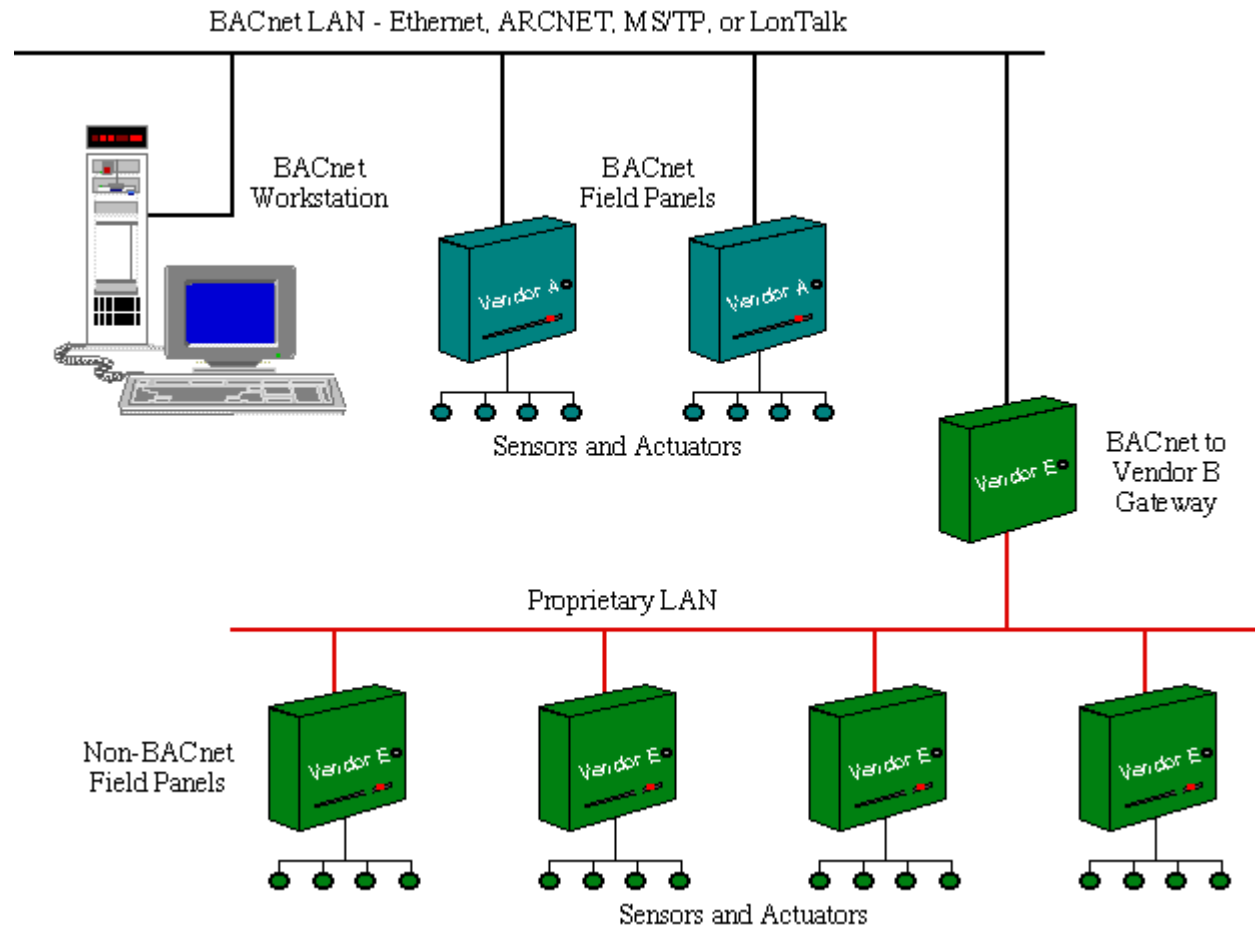 BACnet LAN - Ethernet, ARCNET, MS/TP, or LonTalk
BACnet
Workstation
BACnet
Field Panels
Vendor A
Vendor A
Sensors and Actuators
Vendor B
BACnet to
Vendor B
Gateway
Proprietary LAN
Non-BACnet
Field Panels
Vendor B
Vendor B
Vendor B
Vendor B
Sensors and Actuators